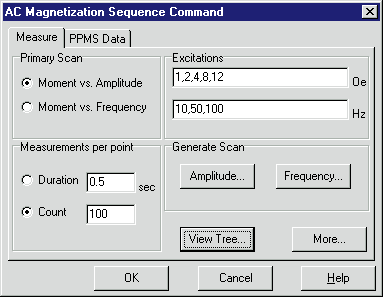 AC Magnetization Sequence Command
Measure PPMS Data
Primary Scan
Moment vs. Amplitude
Moment vs. Frequency
Excitations
1,2,4,8,12 Oe
10,50,100 Hz
Measurements per point
Duration 0.5 sec
Count 100
Generate Scan
Amplitude... Frequency...
View Tree... More...
OK Cancel Help